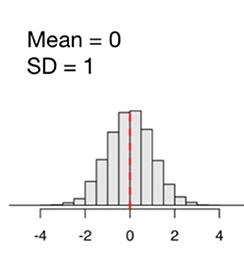 Mean = 0
SD = 1
-4 -2 0 2 4